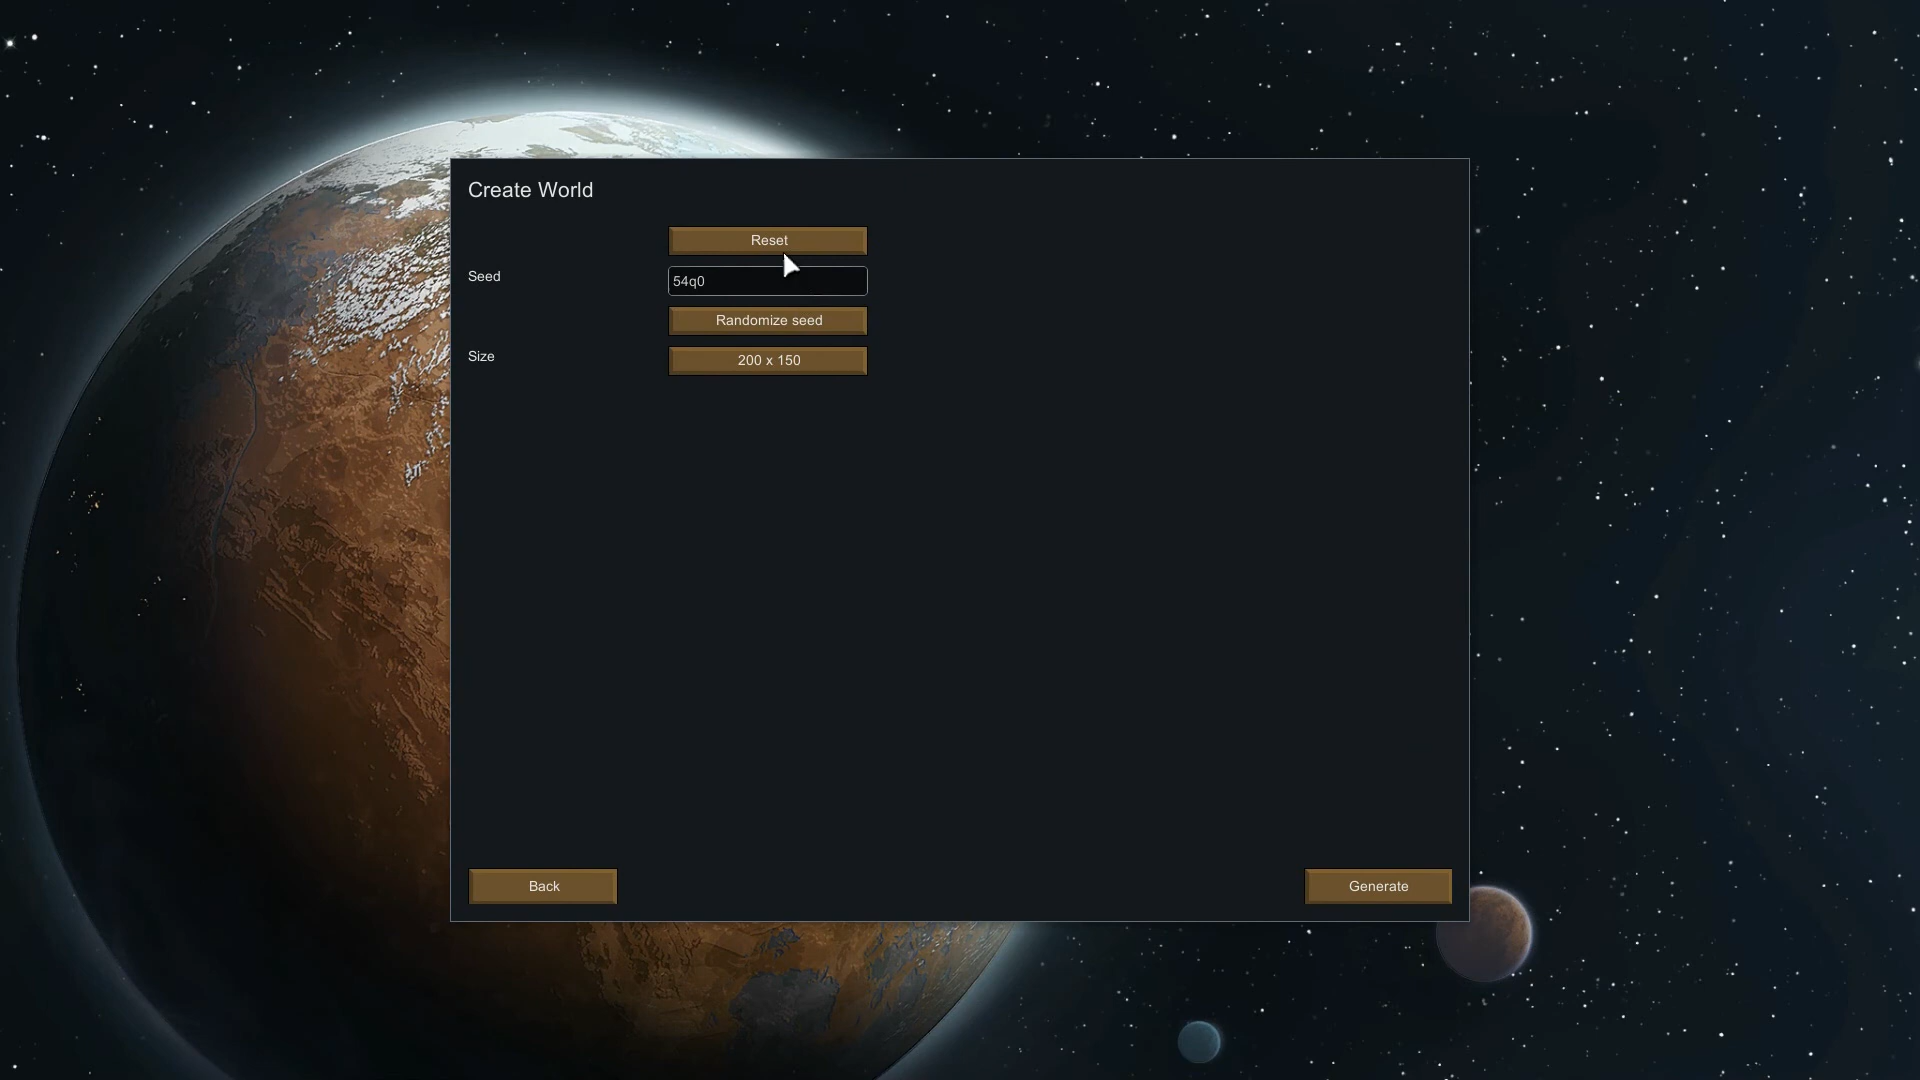 Create World
Reset
Seed
54q0
Randomize seed
Size
200 x 150
Back
Generate